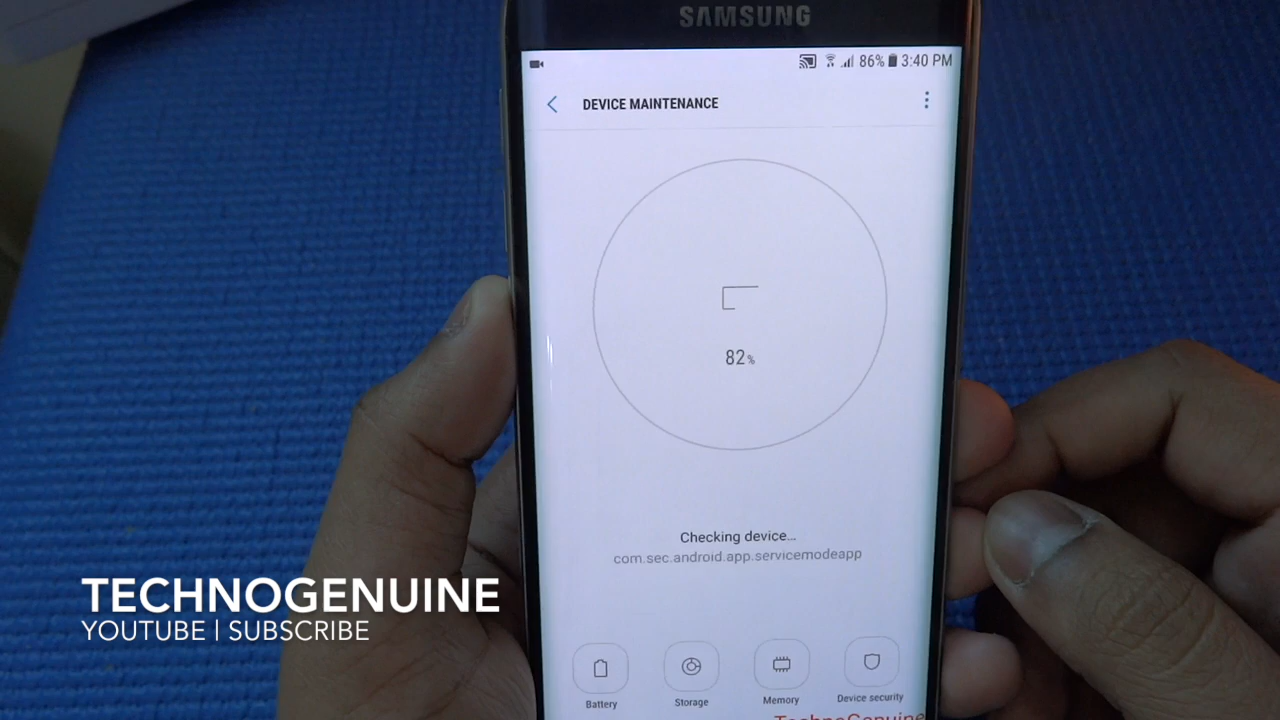 SAMSUNG
86% 3:40 PM
DEVICE MAINTENANCE
82%
Checking device...
com.sec.android.app.servicemodeapp
TECHNOGENUINE
YOUTUBE | SUBSCRIBE
Battery Storage Memory Device security
TechnoGenuine